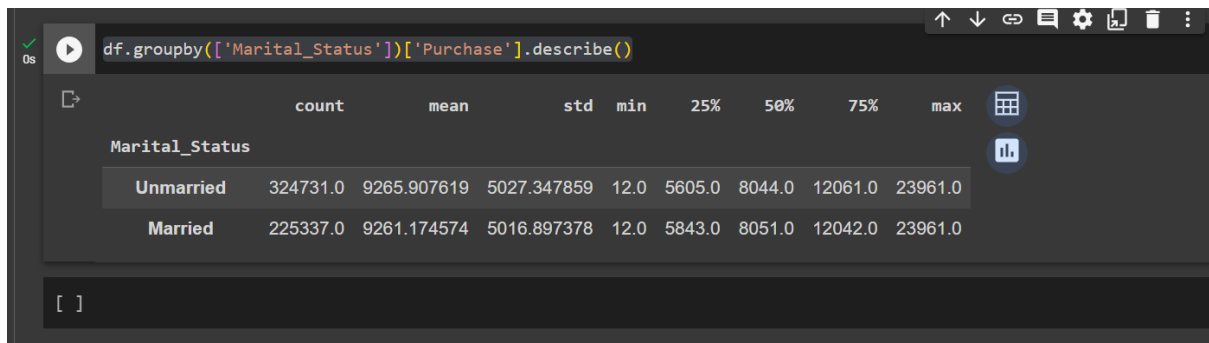 df.groupby(['Marital_Status'])['Purchase'].describe()
0s
count mean std min 25% 50% 75% max
Marital_Status
Unmarried 324731.0 9265.907619 5027.347859 12.0 5605.0 8044.0 12061.0 23961.0
Married 225337.0 9261.174574 5016.897378 12.0 5843.0 8051.0 12042.0 23961.0
[ ]